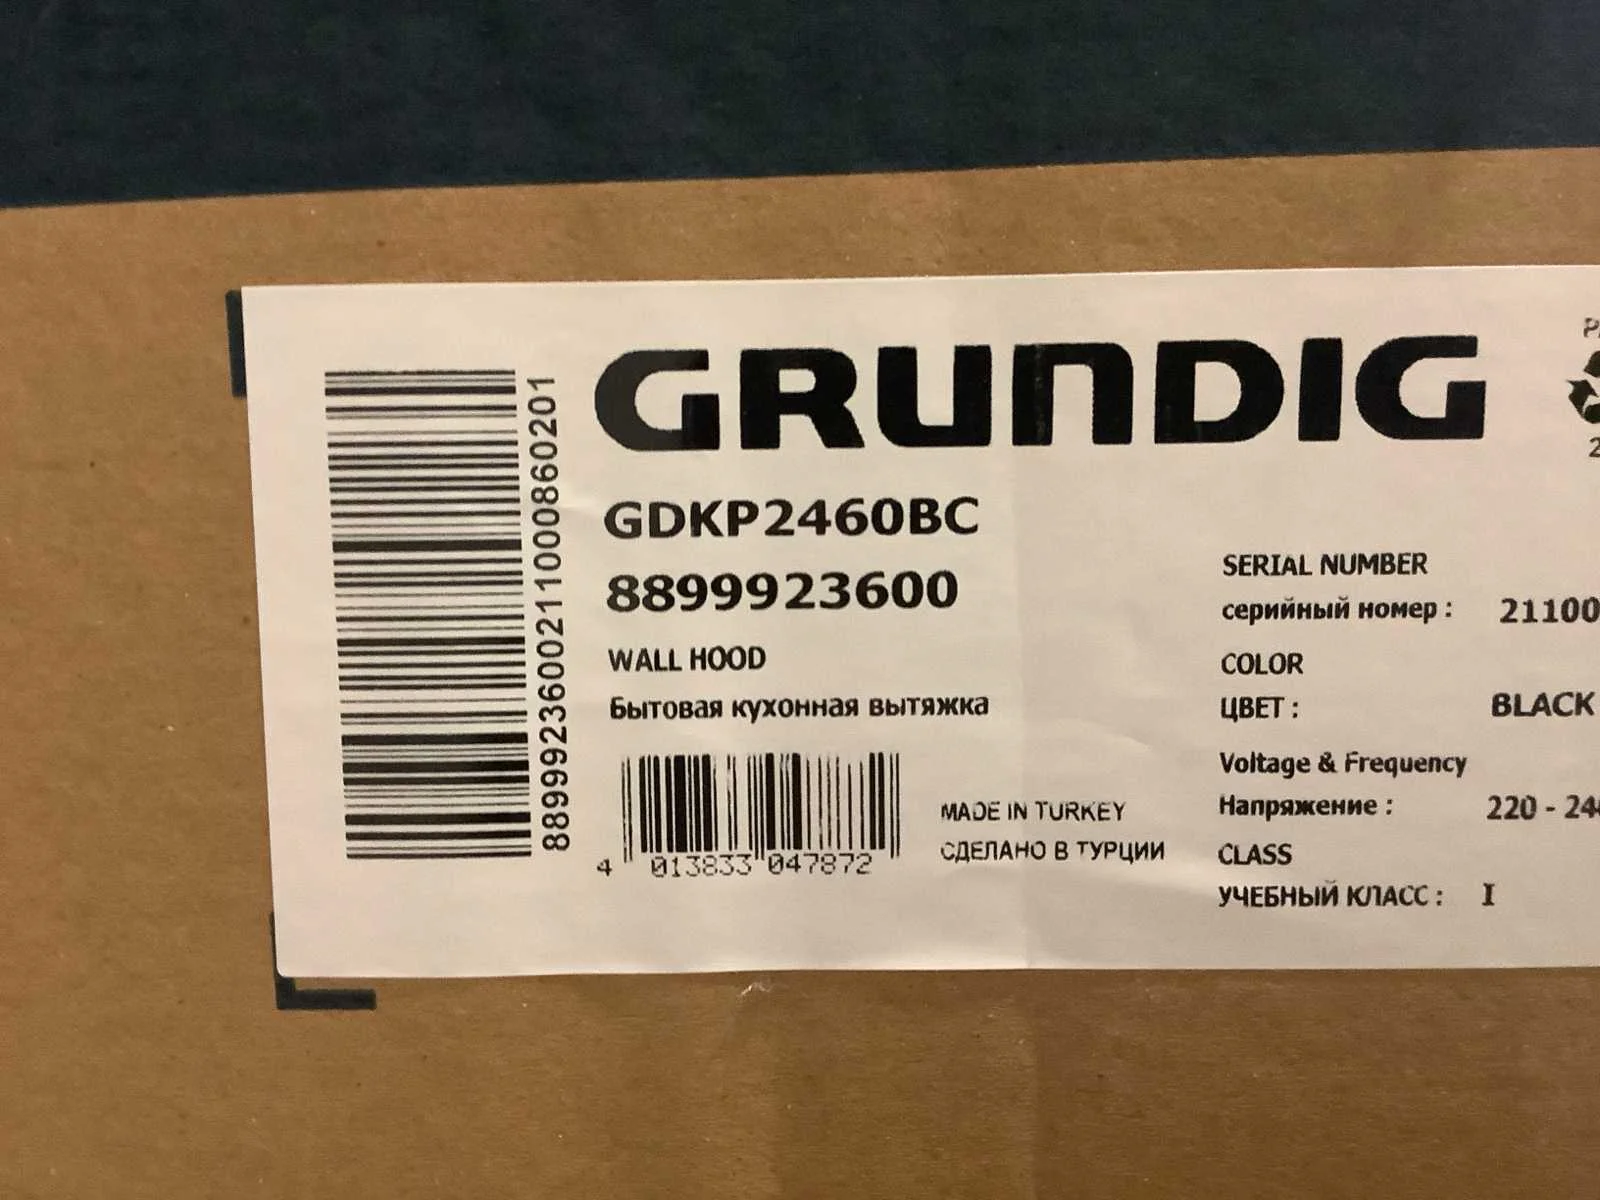 GRUNDIG
GDKP2460BC
8899923600
WALL HOOD
Бытовая кухонная вытяжка
8899923600211000860201
4 013833 047872
MADE IN TURKEY
СДЕЛАНО В ТУРЦИИ
SERIAL NUMBER
серийный номер : 21100
COLOR
ЦВЕТ : BLACK
Voltage & Frequency
Напряжение : 220 - 24
CLASS
УЧЕБНЫЙ КЛАСС : I